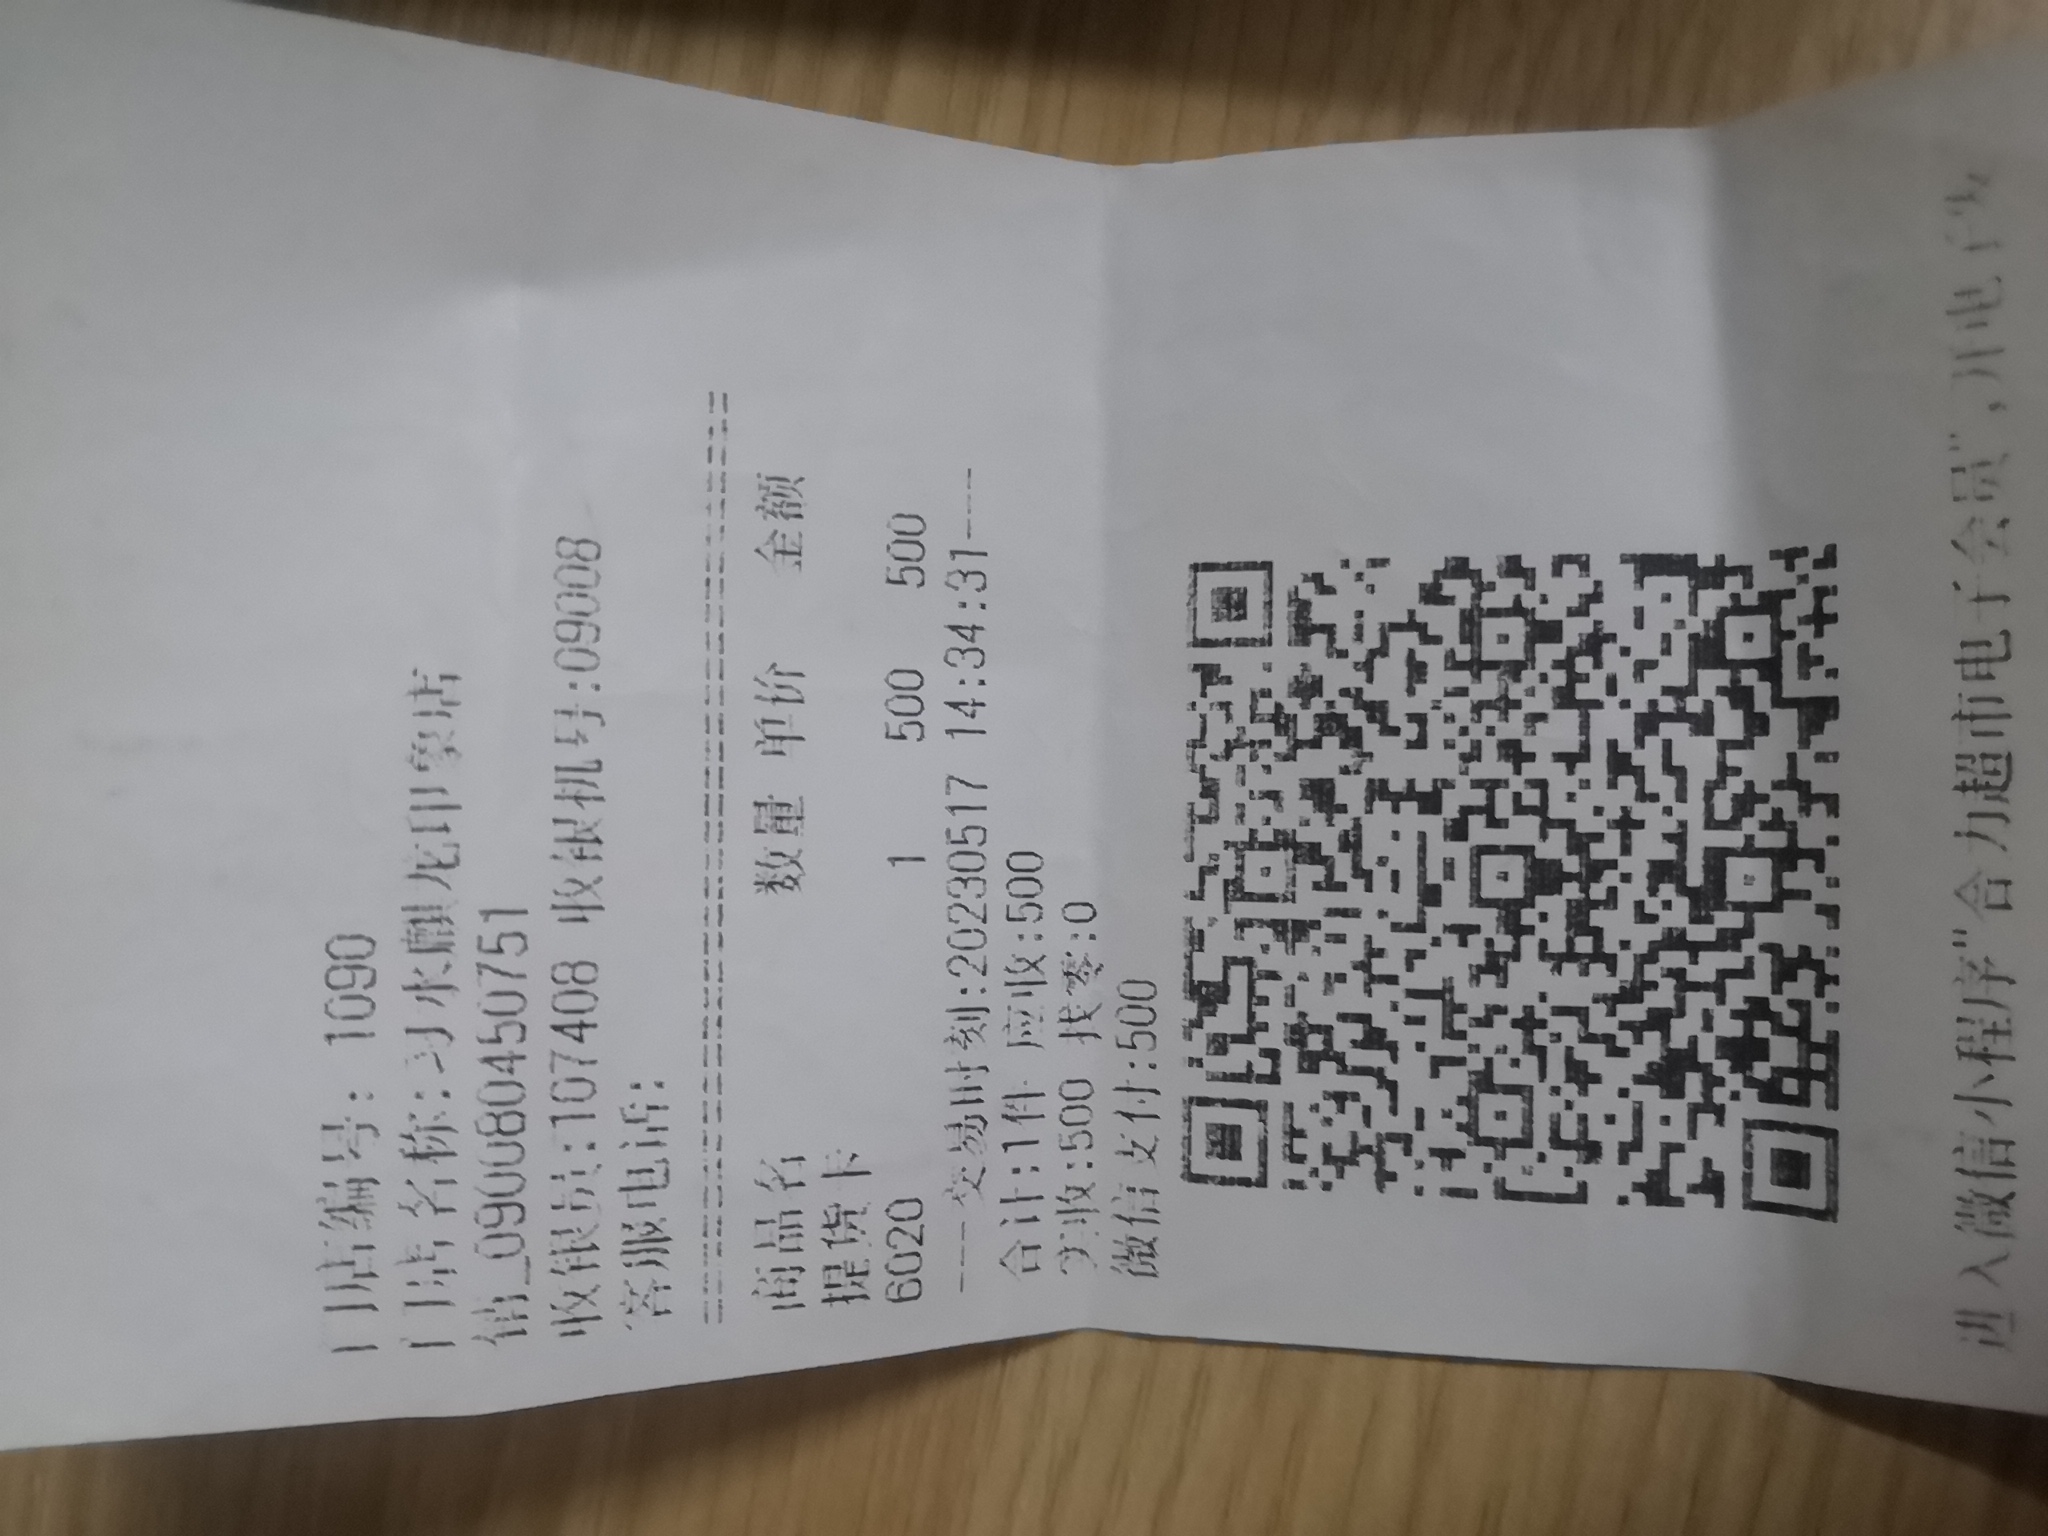 门店编号: 1090
门店名称:习水麒龙印象店
销_090080450751
收银员:107408 收银机号:09008
客服电话:
商品名 数量 单价 金额
提货卡
6020 1 500 500
---交易时刻:20230517 14:34:31---
合计:1件 应收:500
实收:500 找零:0
微信支付:500
进入微信小程序"合力超市电子会员",开电子